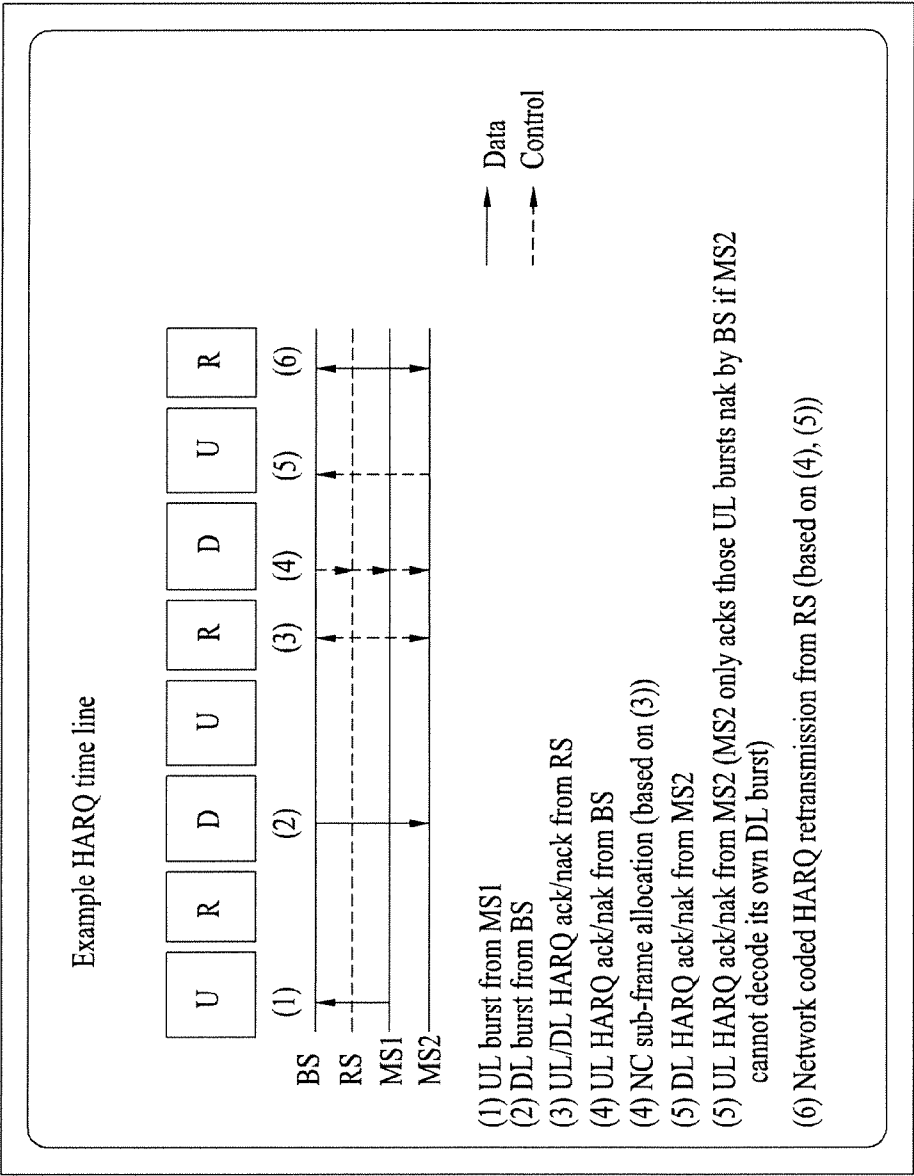 Example HARQ time line
U R D U R D U R
(1) (2) (3) (4) (5) (6)
BS
RS
MS1
MS2
Data
Control
(1) UL burst from MS1
(2) DL burst from BS
(3) UL/DL HARQ ack/nack from RS
(4) UL HARQ ack/nak from BS
(4) NC sub-frame allocation (based on (3))
(5) DL HARQ ack/nak from MS2
(5) UL HARQ ack/nak from MS2 (MS2 only acks those UL bursts nak by BS if MS2
cannot decode its own DL burst)
(6) Network coded HARQ retransmission from RS (based on (4), (5))